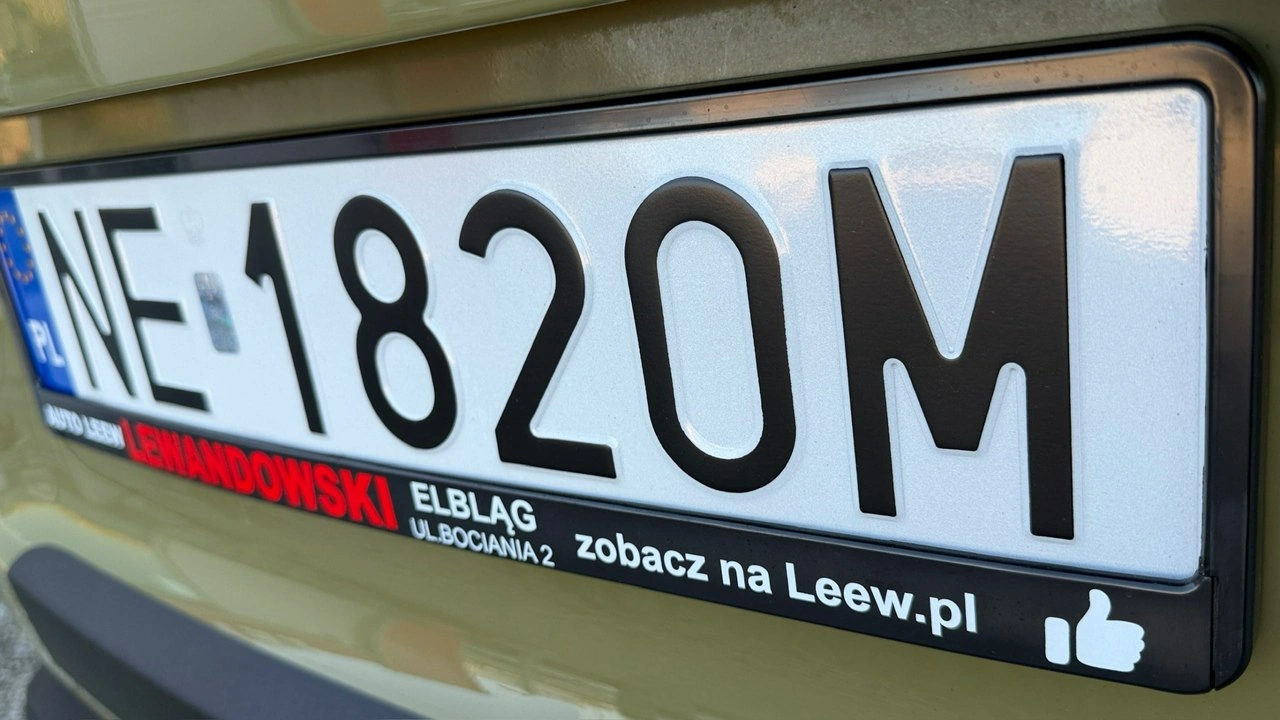 PL
NE 1820M
AUTO LEEW
LEWANDOWSKI
ELBLĄG
UL.BOCIANIA 2
zobacz na Leew.pl